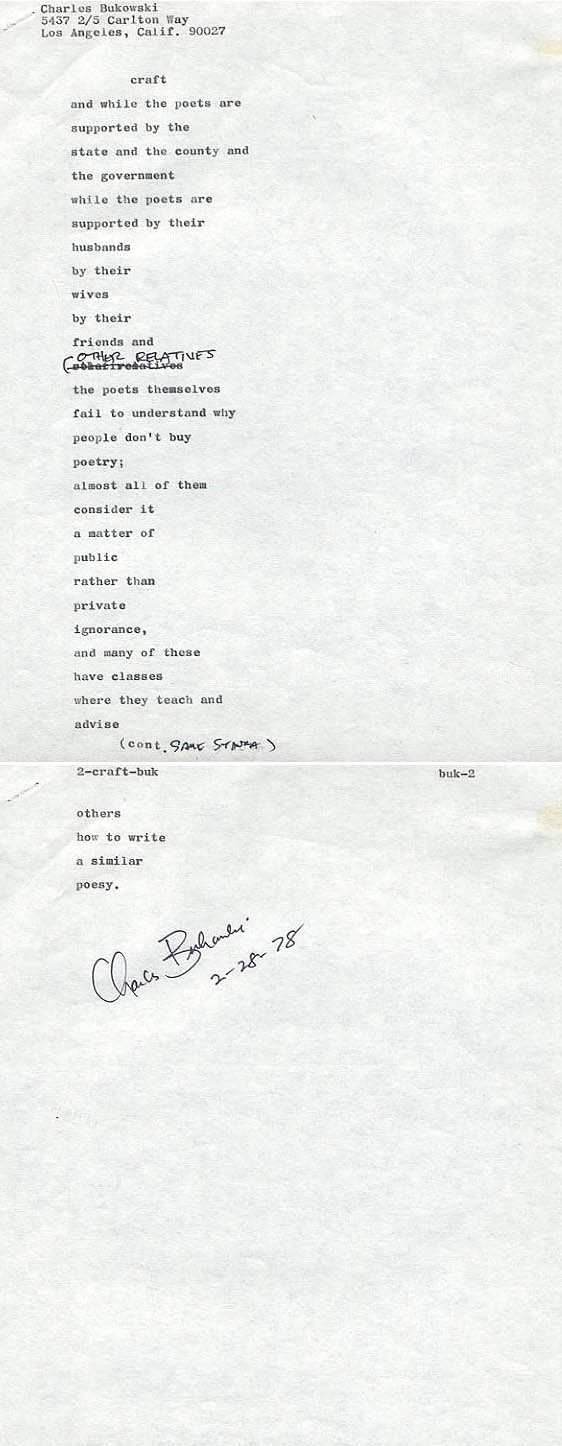 Charles Bukowski
5437 2/5 Carlton Way
Los Angeles, Calif. 90027
craft
and while the poets are
supported by the
state and the county and
the government
while the poets are
supported by their
husbands
by their
wives
by their
friends and
(OTHER RELATIVES
the poets themselves
fail to understand why
people don't buy
poetry;
almost all of them
consider it
a matter of
public
rather than
private
ignorance,
and many of these
have classes
where they teach and
advise
(cont. SAME STANZA)
2-craft-buk buk-2
others
how to write
a similar
poesy.
Charles Bukowski
2-28-78